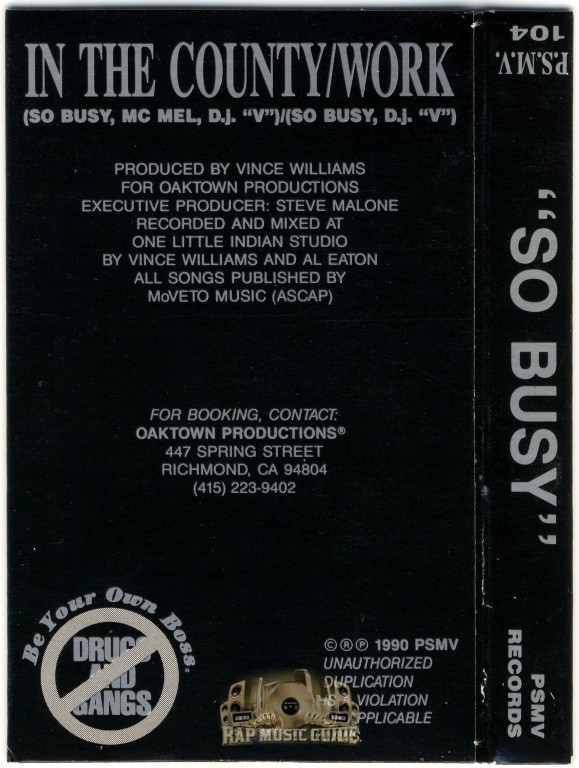 IN THE COUNTY/WORK
(SO BUSY, MC MEL, D.j. “V”)/(SO BUSY, D.j. “V”)
PRODUCED BY VINCE WILLIAMS
FOR OAKTOWN PRODUCTIONS
EXECUTIVE PRODUCER: STEVE MALONE
RECORDED AND MIXED AT
ONE LITTLE INDIAN STUDIO
BY VINCE WILLIAMS AND AL EATON
ALL SONGS PUBLISHED BY
MoVETO MUSIC (ASCAP)
FOR BOOKING, CONTACT:
OAKTOWN PRODUCTIONS®
447 SPRING STREET
RICHMOND, CA 94804
(415) 223-9402
Be Your Own Boss.
DRUGS
AND
GANGS
©®℗ 1990 PSMV
UNAUTHORIZED
DUPLICATION
VIOLATION
APPLICABLE
RAP MUSIC GUIDE
P.S.M.V.
104
“SO BUSY”
PSMV
RECORDS